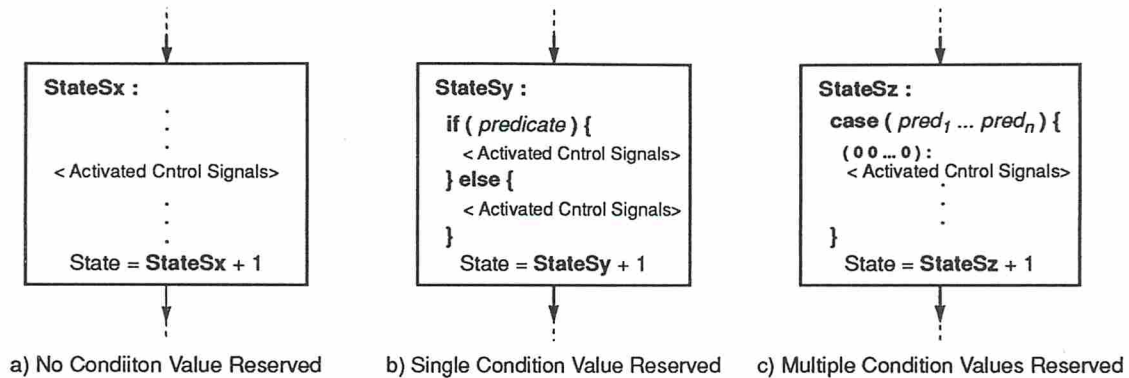 StateSx :
.
.
.
< Activated Cntrol Signals>
.
.
.
State = StateSx + 1
a) No Condiiton Value Reserved
StateSy :
if ( predicate ) {
< Activated Cntrol Signals>
} else {
< Activated Cntrol Signals>
}
State = StateSy + 1
b) Single Condition Value Reserved
StateSz :
case ( pred1 ... predn ) {
( 0 0 ... 0 ) :
< Activated Cntrol Signals>
.
.
.
}
State = StateSz + 1
c) Multiple Condition Values Reserved